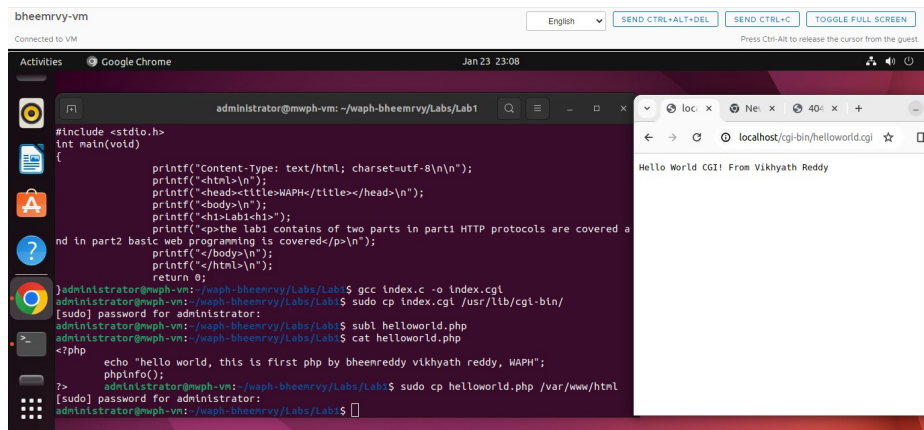 bheemrvy-vm
English
SEND CTRL+ALT+DEL
SEND CTRL+C
TOGGLE FULL SCREEN
Connected to VM
Press Ctrl-Alt to release the cursor from the guest.
Activities
Google Chrome
Jan 23 23:08
administrator@mwph-vm: ~/waph-bheemrvy/Labs/Lab1
#include <stdio.h>
int main(void)
{
printf("Content-Type: text/html; charset=utf-8\n\n");
printf("<html>\n");
printf("<head><title>WAPH</title></head>\n");
printf("<body>\n");
printf("<h1>Lab1<h1>");
printf("<p>the lab1 contains of two parts in part1 HTTP protocols are covered a
nd in part2 basic web programming is covered</p>\n");
printf("</body>\n");
printf("</html>\n");
return 0;
}administrator@mwph-vm:~/waph-bheemrvy/Labs/Lab1$ gcc index.c -o index.cgi
administrator@mwph-vm:~/waph-bheemrvy/Labs/Lab1$ sudo cp index.cgi /usr/lib/cgi-bin/
[sudo] password for administrator:
administrator@mwph-vm:~/waph-bheemrvy/Labs/Lab1$ subl helloworld.php
administrator@mwph-vm:~/waph-bheemrvy/Labs/Lab1$ cat helloworld.php
<?php
echo "hello world, this is first php by bheemreddy vikhyath reddy, WAPH";
phpinfo();
?> administrator@mwph-vm:~/waph-bheemrvy/Labs/Lab1$ sudo cp helloworld.php /var/www/html
[sudo] password for administrator:
administrator@mwph-vm:~/waph-bheemrvy/Labs/Lab1$
loca
Nev
404
localhost/cgi-bin/helloworld.cgi
Hello World CGI! From Vikhyath Reddy